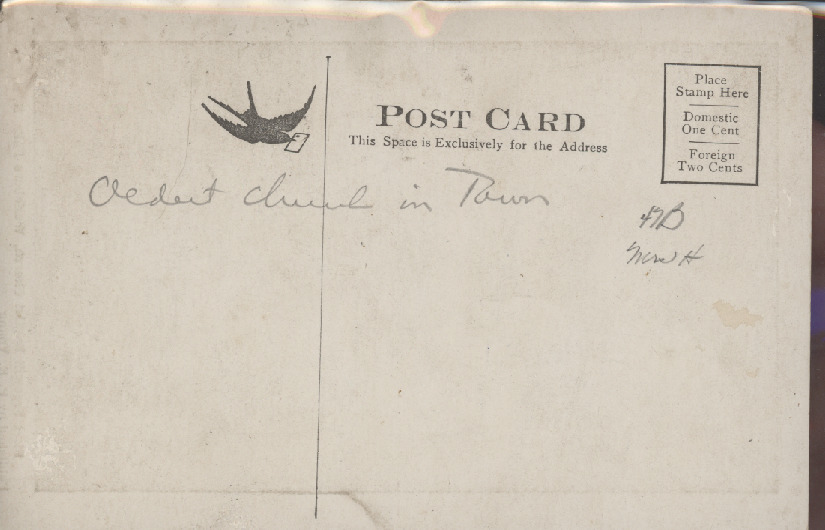 Place
Stamp Here
Domestic
One Cent
Foreign
Two Cents
POST CARD
This Space is Exclusively for the Address
Oldest church in Town
47B